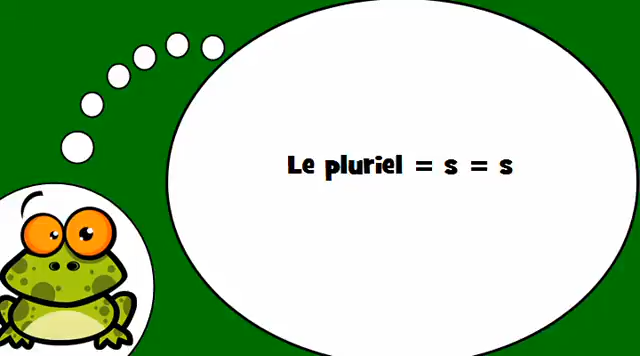 Le pluriel = s = s